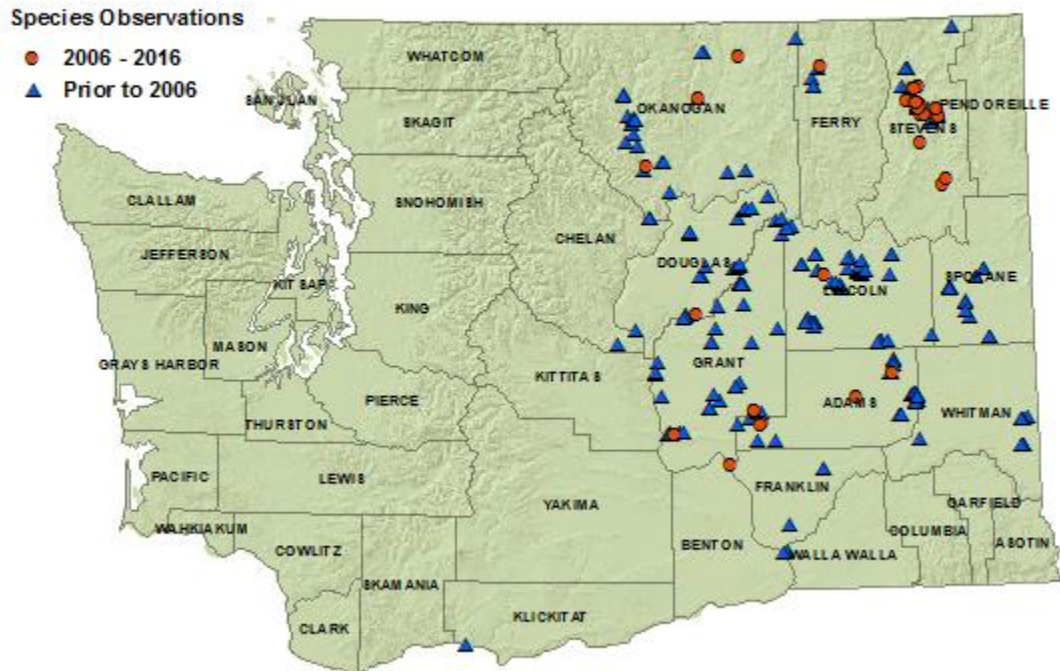 Species Observations
2006 - 2016
Prior to 2006
WHATCOM
SAN JUAN
SKAGIT
OKANOGAN
FERRY
STEVENS
PEND OREILLE
CLALLAM
SNOHOMISH
CHELAN
JEFFERSON
KITSAP
DOUGLAS
LINCOLN
SPOKANE
KING
MASON
GRAYS HARBOR
GRANT
KITTITAS
PIERCE
ADAMS
WHITMAN
THURSTON
PACIFIC
LEWIS
YAKIMA
FRANKLIN
GARFIELD
WAHKIAKUM
COWLITZ
BENTON
COLUMBIA
WALLA WALLA
ASOTIN
SKAMANIA
KLICKITAT
CLARK